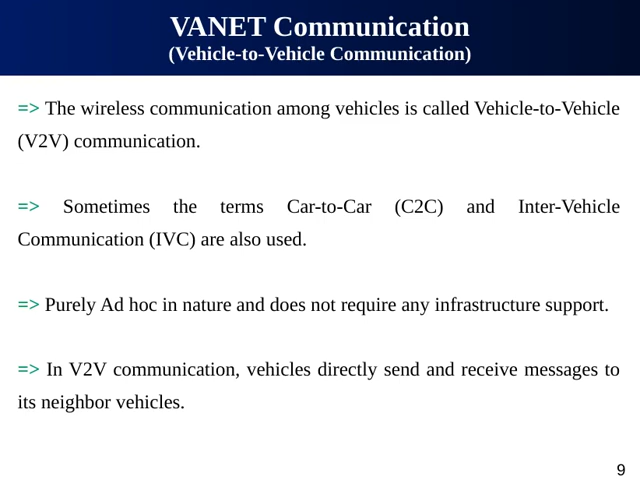 VANET Communication
(Vehicle-to-Vehicle Communication)
=> The wireless communication among vehicles is called Vehicle-to-Vehicle
(V2V) communication.
=> Sometimes the terms Car-to-Car (C2C) and Inter-Vehicle
Communication (IVC) are also used.
=> Purely Ad hoc in nature and does not require any infrastructure support.
=> In V2V communication, vehicles directly send and receive messages to
its neighbor vehicles.
9